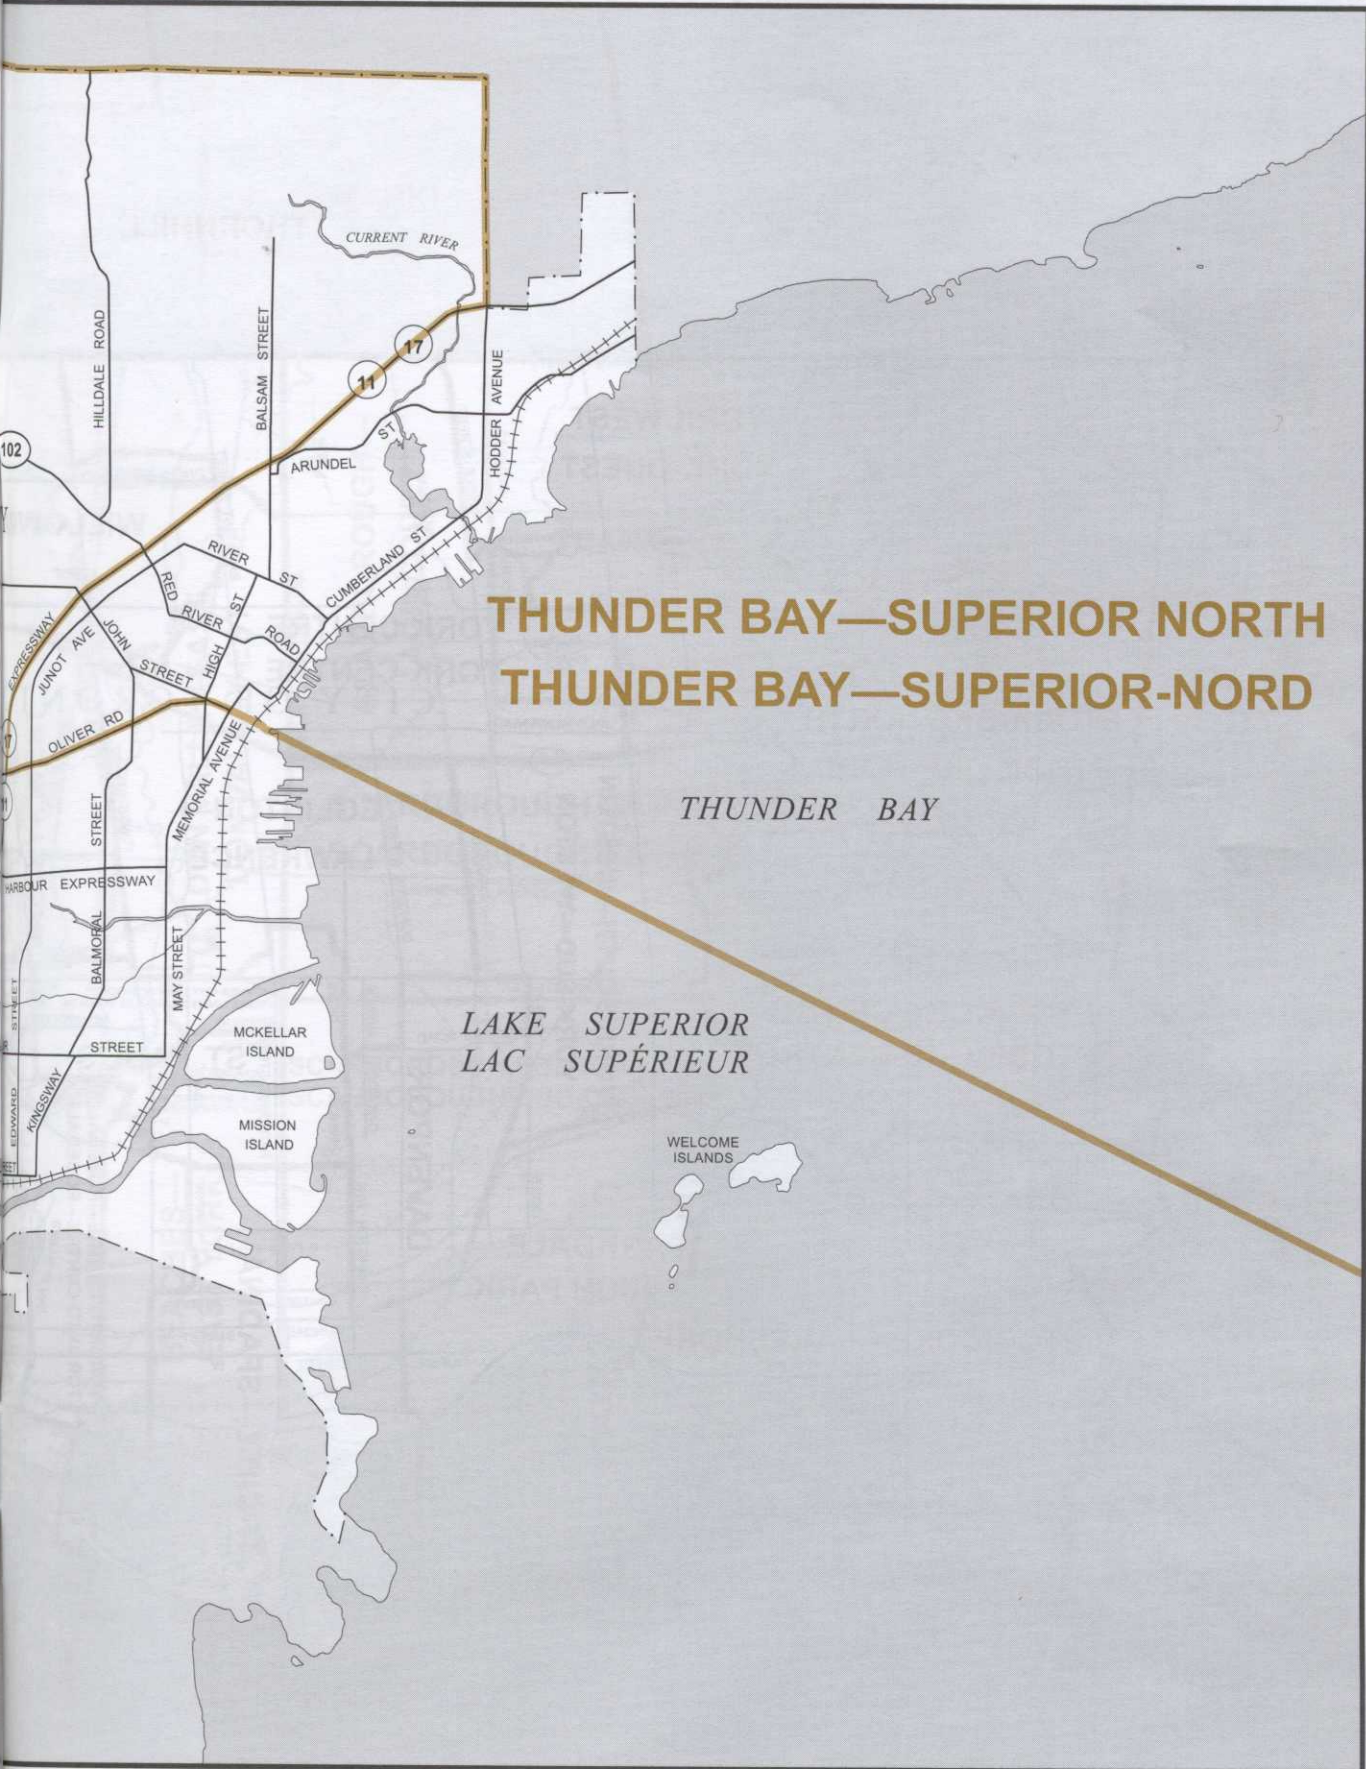 CURRENT RIVER
HILLDALE ROAD
BALSAM STREET
17
11
HODDER AVENUE
102
ARUNDEL ST
RIVER ST
CUMBERLAND ST
RED RIVER ROAD
HIGH ST
JOHN STREET
EXPRESSWAY
JUNOT AVE
OLIVER RD
17
11
MEMORIAL AVENUE
THUNDER BAY—SUPERIOR NORTH
THUNDER BAY—SUPERIOR-NORD
THUNDER BAY
HARBOUR EXPRESSWAY
BALMORAL STREET
MAY STREET
EDWARD STREET
STREET
KINGSWAY
MCKELLAR
ISLAND
LAKE SUPERIOR
LAC SUPÉRIEUR
MISSION
ISLAND
WELCOME
ISLANDS